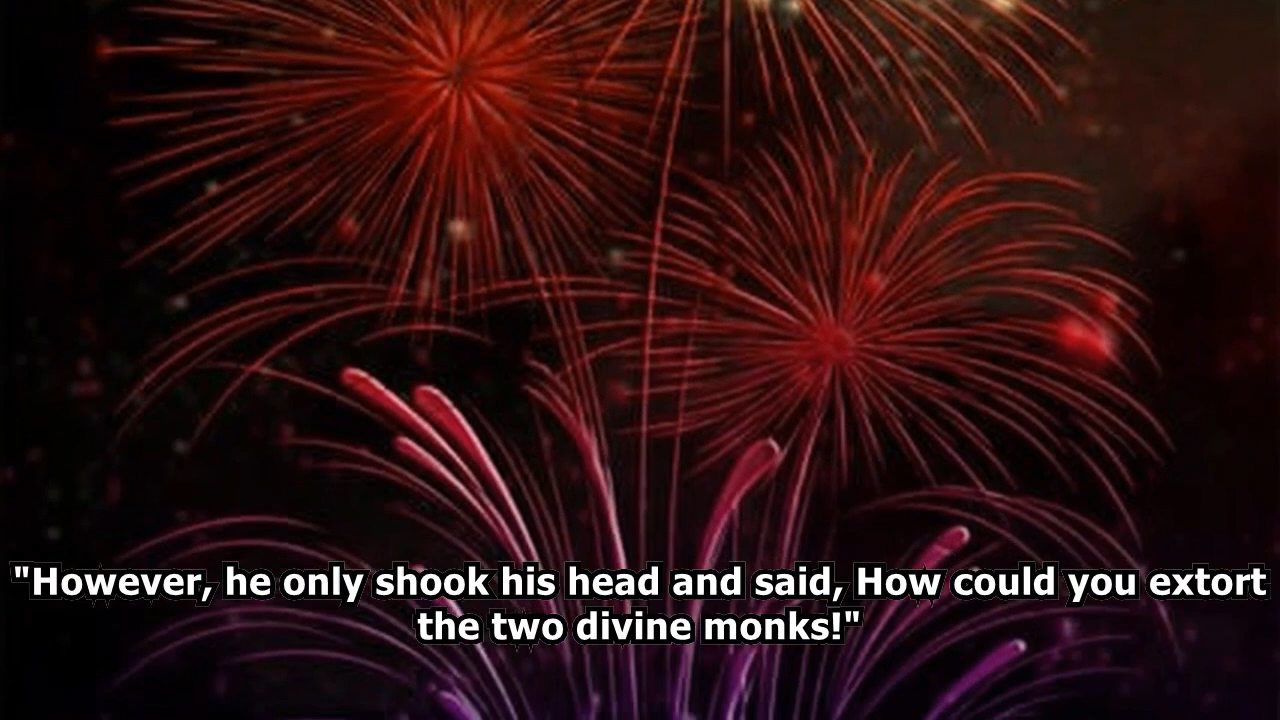 "However, he only shook his head and said, How could you extort
the two divine monks!"